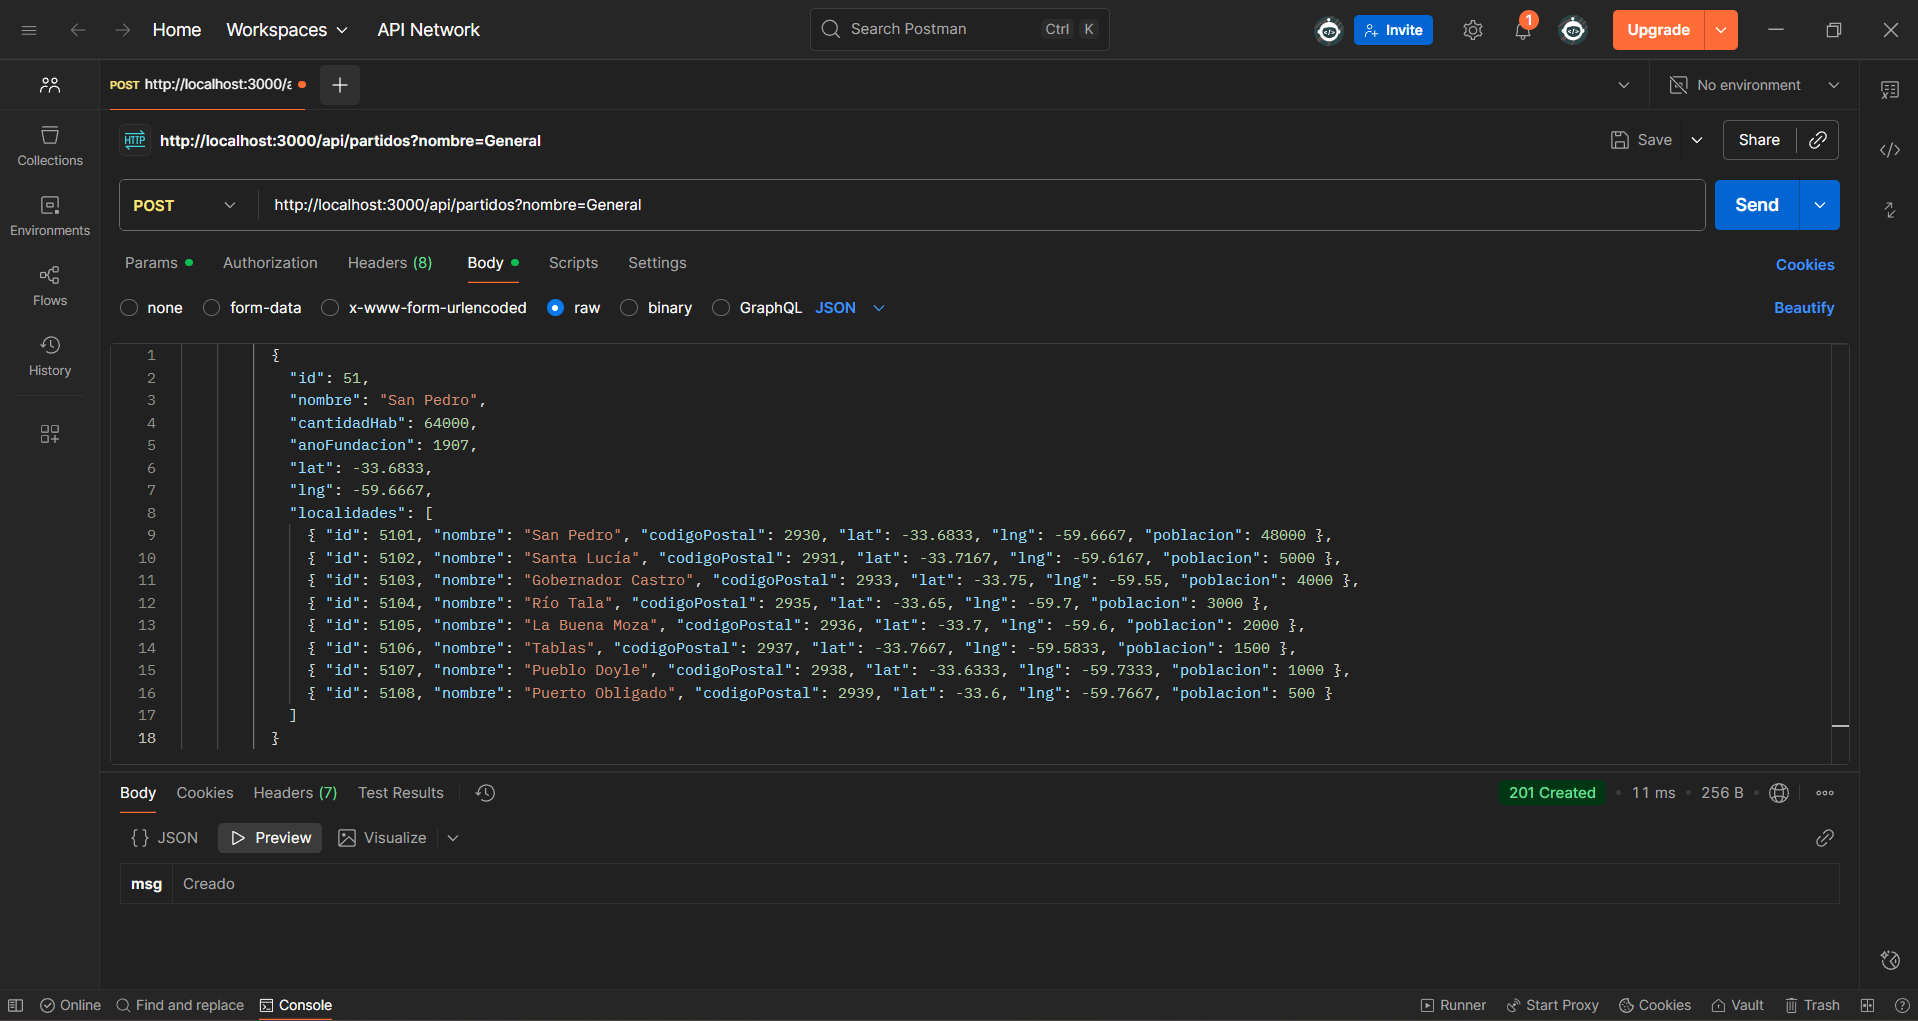 Home Workspaces API Network Search Postman Ctrl K Invite 1 Upgrade
POST http://localhost:3000/a No environment
HTTP http://localhost:3000/api/partidos?nombre=General Save Share
Collections
POST http://localhost:3000/api/partidos?nombre=General Send
Environments
Params Authorization Headers (8) Body Scripts Settings Cookies
Flows
none form-data x-www-form-urlencoded raw binary GraphQL JSON Beautify
History
1 {
2 "id": 51,
3 "nombre": "San Pedro",
4 "cantidadHab": 64000,
5 "anoFundacion": 1907,
6 "lat": -33.6833,
7 "lng": -59.6667,
8 "localidades": [
9 { "id": 5101, "nombre": "San Pedro", "codigoPostal": 2930, "lat": -33.6833, "lng": -59.6667, "poblacion": 48000 },
10 { "id": 5102, "nombre": "Santa Lucía", "codigoPostal": 2931, "lat": -33.7167, "lng": -59.6167, "poblacion": 5000 },
11 { "id": 5103, "nombre": "Gobernador Castro", "codigoPostal": 2933, "lat": -33.75, "lng": -59.55, "poblacion": 4000 },
12 { "id": 5104, "nombre": "Río Tala", "codigoPostal": 2935, "lat": -33.65, "lng": -59.7, "poblacion": 3000 },
13 { "id": 5105, "nombre": "La Buena Moza", "codigoPostal": 2936, "lat": -33.7, "lng": -59.6, "poblacion": 2000 },
14 { "id": 5106, "nombre": "Tablas", "codigoPostal": 2937, "lat": -33.7667, "lng": -59.5833, "poblacion": 1500 },
15 { "id": 5107, "nombre": "Pueblo Doyle", "codigoPostal": 2938, "lat": -33.6333, "lng": -59.7333, "poblacion": 1000 },
16 { "id": 5108, "nombre": "Puerto Obligado", "codigoPostal": 2939, "lat": -33.6, "lng": -59.7667, "poblacion": 500 }
17 ]
18 }
Body Cookies Headers (7) Test Results 201 Created 11 ms 256 B
{} JSON Preview Visualize
msg Creado
Online Find and replace Console Runner Start Proxy Cookies Vault Trash